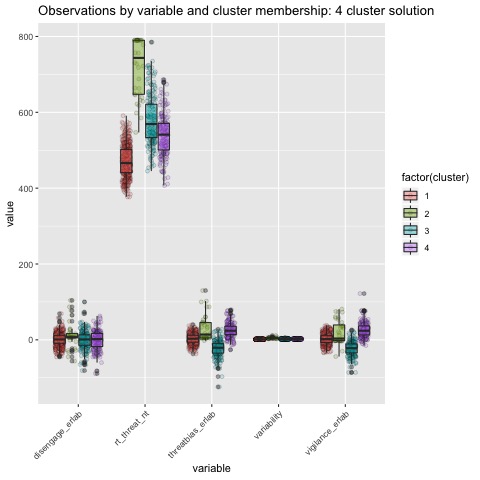 Observations by variable and cluster membership: 4 cluster solution
800
600
400
200
0
value
disengage_erlab
rt_threat_nt
threatbias_erlab
variability
vigilance_erlab
variable
factor(cluster)
1
2
3
4